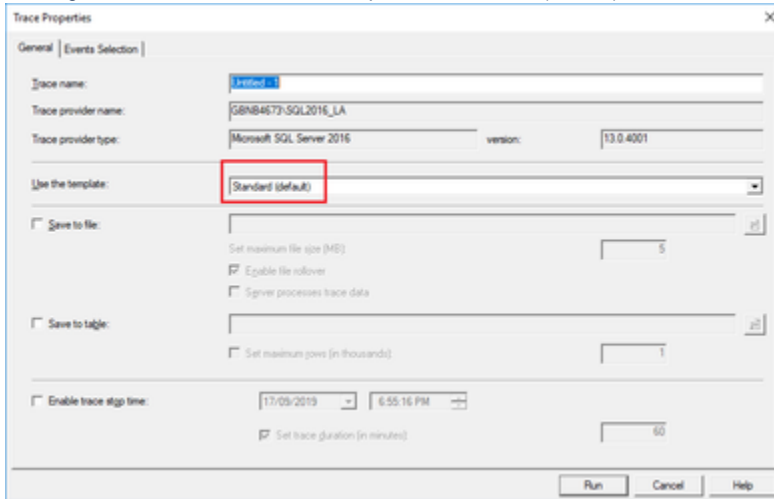 Trace Properties
General Events Selection
Trace name: Untitled - 1
Trace provider name: GBNB4673\SQL2016_LA
Trace provider type: Microsoft SQL Server 2016 version: 13.0.4001
Use the template: Standard (default)
Save to file:
Set maximum file size (MB): 5
Enable file rollover
Server processes trace data
Save to table:
Set maximum rows (in thousands): 1
Enable trace stop time: 17/09/2019 6:55:16 PM
Set trace duration (in minutes): 60
Run Cancel Help